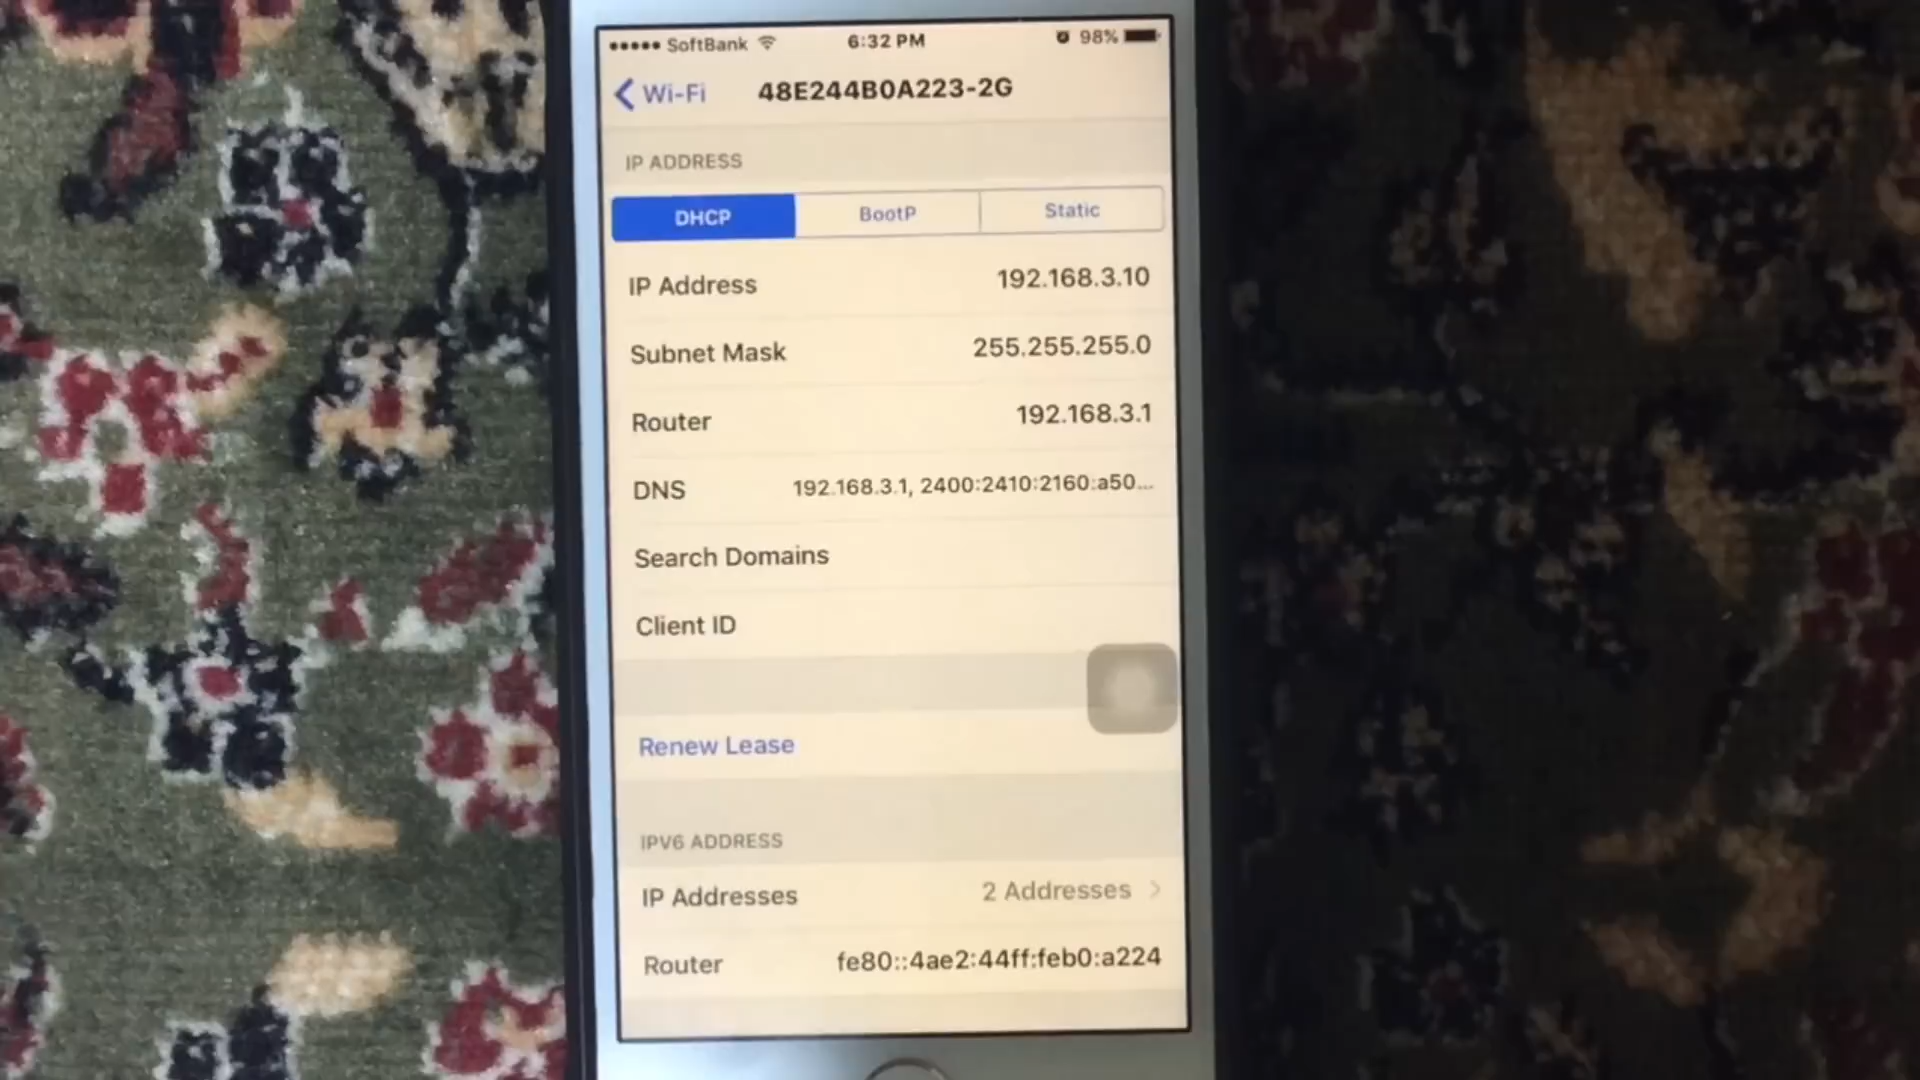 ●●●●● SoftBank 6:32 PM 98%
Wi-Fi 48E244B0A223-2G
IP ADDRESS
DHCP BootP Static
IP Address 192.168.3.10
Subnet Mask 255.255.255.0
Router 192.168.3.1
DNS 192.168.3.1, 2400:2410:2160:a50...
Search Domains
Client ID
Renew Lease
IPV6 ADDRESS
IP Addresses 2 Addresses
Router fe80::4ae2:44ff:feb0:a224